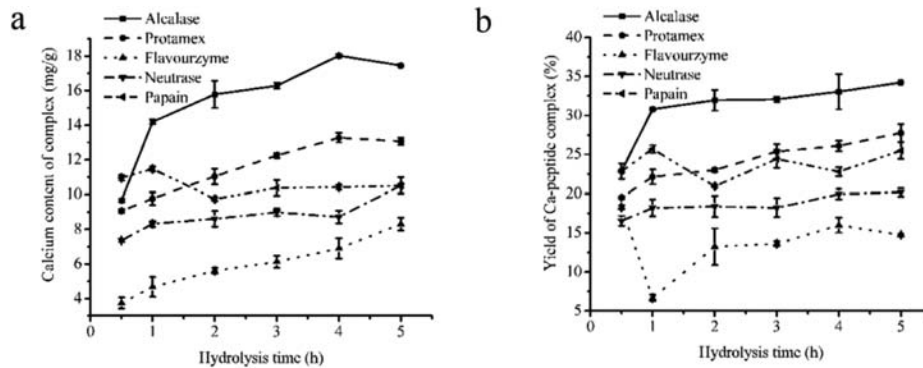 a
Alcalase
Protamex
Flavourzyme
Neutrase
Papain
Calcium content of complex (mg/g)
18
16
14
12
10
8
6
4
0
1
2
3
4
5
Hydrolysis time (h)
b
Alcalase
Protamex
Flavourzyme
Neutrase
Papain
Yield of Ca-peptide complex (%)
40
35
30
25
20
15
10
5
0
1
2
3
4
5
Hydrolysis time (h)